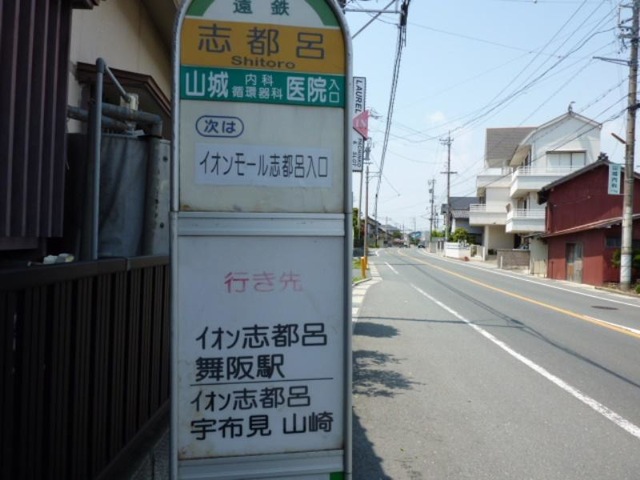 遠鉄
志都呂
Shitoro
山城 内科 循環器科 医院 入口
次は
イオンモール志都呂入口
行き先
イオン志都呂
舞阪駅
イオン志都呂
宇布見 山崎
LAUREL